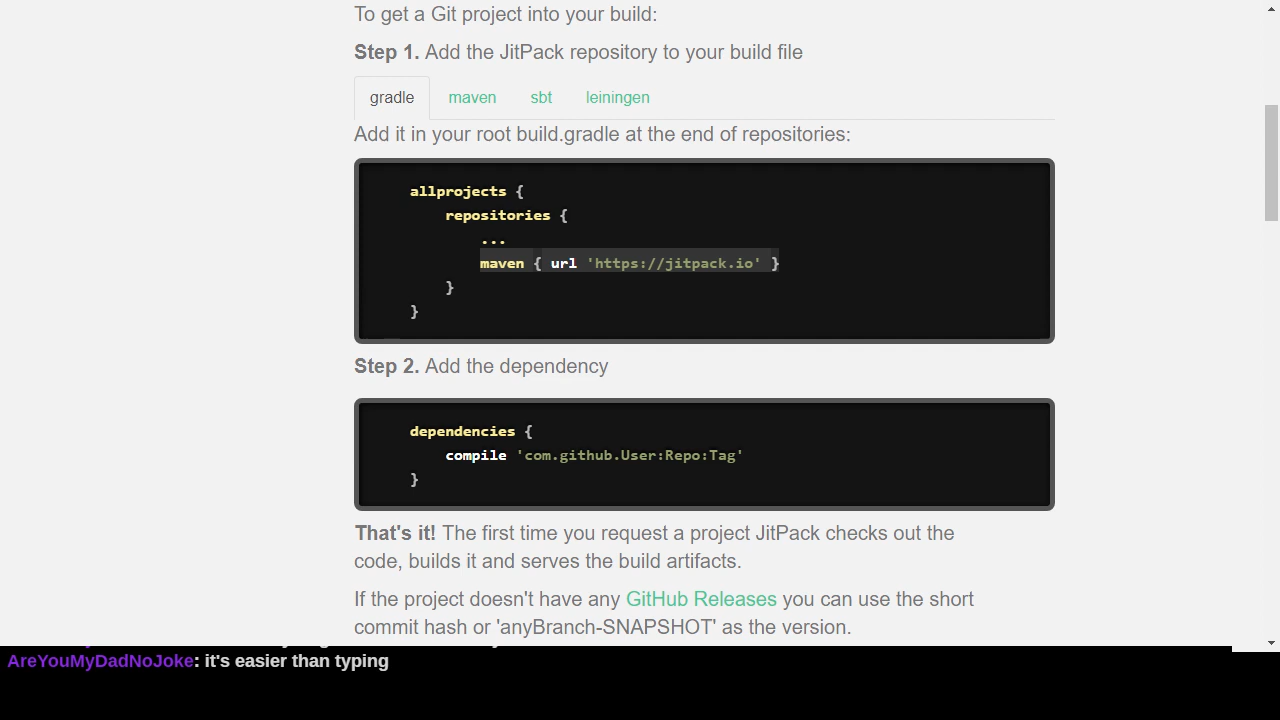 To get a Git project into your build:
Step 1. Add the JitPack repository to your build file
gradle maven sbt leiningen
Add it in your root build.gradle at the end of repositories:
allprojects {
repositories {
...
maven { url 'https://jitpack.io' }
}
}
Step 2. Add the dependency
dependencies {
compile 'com.github.User:Repo:Tag'
}
That's it! The first time you request a project JitPack checks out the
code, builds it and serves the build artifacts.
If the project doesn't have any GitHub Releases you can use the short
commit hash or 'anyBranch-SNAPSHOT' as the version.
AreYouMyDadNoJoke: it's easier than typing